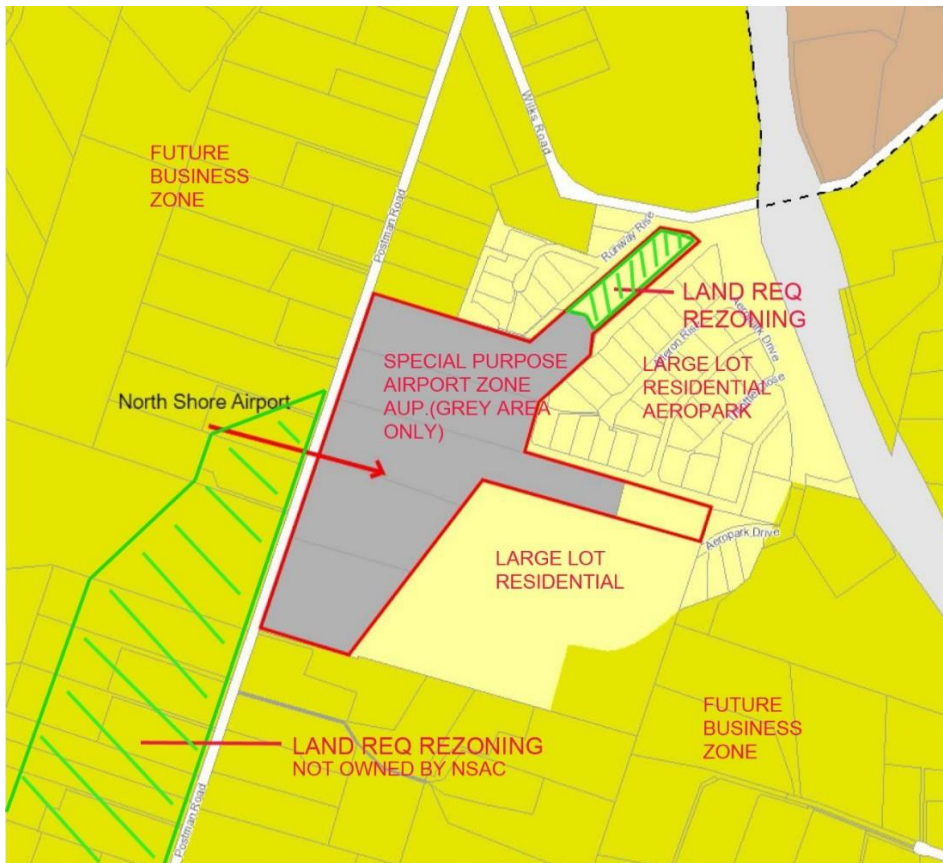 Wilks Road
FUTURE
BUSINESS
ZONE
Postman Road
Runway Rise
LAND REQ
REZONING
SPECIAL PURPOSE
AIRPORT ZONE
AUP.(GREY AREA
ONLY)
LARGE LOT
RESIDENTIAL
AEROPARK
Aeropark Drive
North Shore Airport
LARGE LOT
RESIDENTIAL
Aeropark Drive
FUTURE
BUSINESS
ZONE
LAND REQ REZONING
NOT OWNED BY NSAC
Postman Road